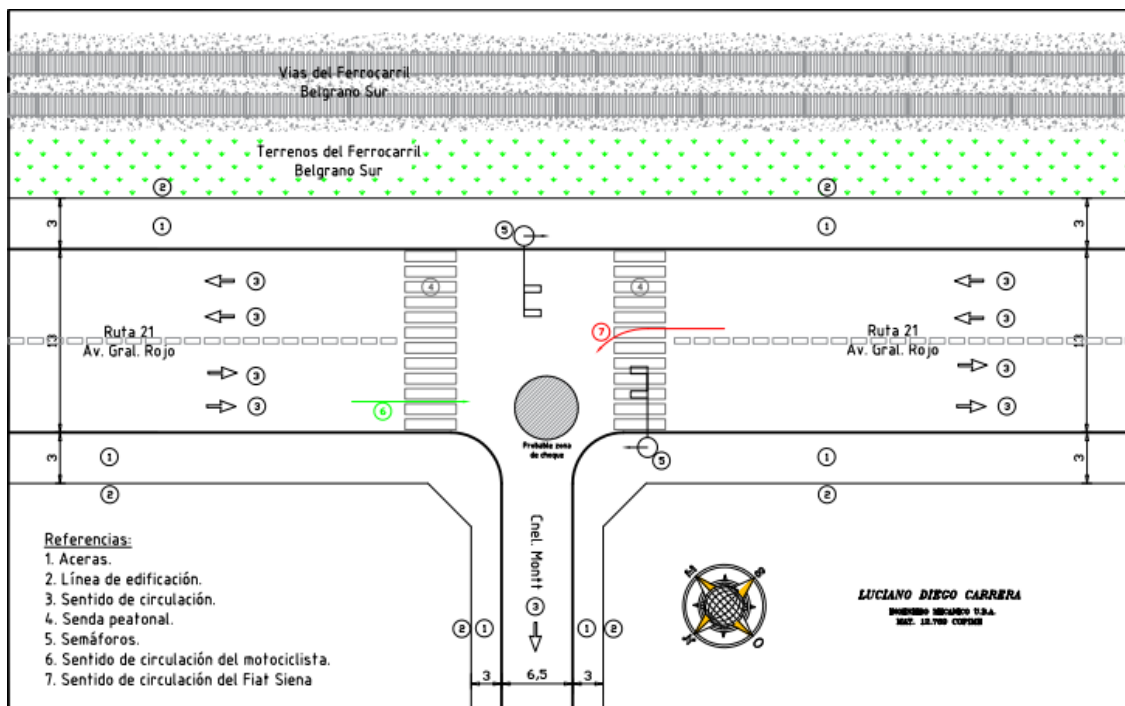 Vias del Ferrocarril
Belgrano Sur
Terrenos del Ferrocarril
Belgrano Sur
2
2
3
1
5
1
3
3
4
4
3
3
3
7
3
Ruta 21
Av. Gral. Rojo
13
Ruta 21
Av. Gral. Rojo
13
3
3
3
6
3
Probable zona
de choque
3
1
5
1
3
2
2
Cnel. Montt
3
2
1
1
2
3
6,5
3
Referencias:
1. Aceras.
2. Línea de edificación.
3. Sentido de circulación.
4. Senda peatonal.
5. Semáforos.
6. Sentido de circulación del motociclista.
7. Sentido de circulación del Fiat Siena
E
S
N
O
LUCIANO DIEGO CARRERA
INGENIERO MECANICO U.B.A.
MAT. COPIME